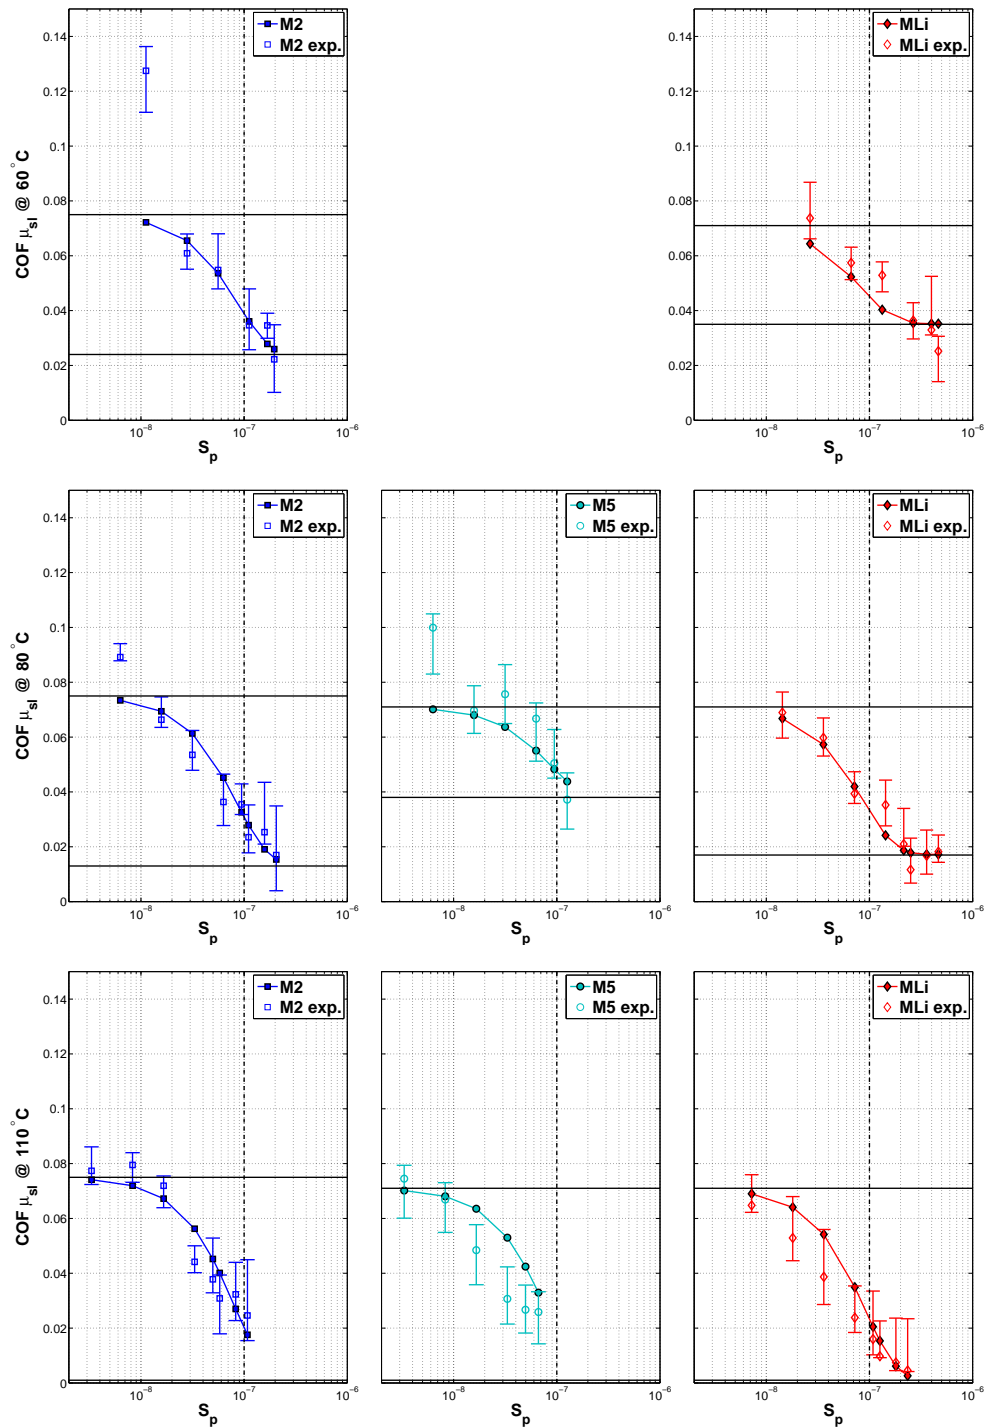 0.14
0.12
0.1
0.08
0.06
0.04
0.02
0
COF μsl @ 60°C
10⁻⁸
10⁻⁷
10⁻⁶
Sp
M2
M2 exp.
0.14
0.12
0.1
0.08
0.06
0.04
0.02
0
10⁻⁸
10⁻⁷
10⁻⁶
Sp
MLi
MLi exp.
0.14
0.12
0.1
0.08
0.06
0.04
0.02
0
COF μsl @ 80°C
10⁻⁸
10⁻⁷
10⁻⁶
Sp
M2
M2 exp.
10⁻⁸
10⁻⁷
10⁻⁶
Sp
M5
M5 exp.
10⁻⁸
10⁻⁷
10⁻⁶
Sp
MLi
MLi exp.
0.14
0.12
0.1
0.08
0.06
0.04
0.02
0
COF μsl @ 110°C
10⁻⁸
10⁻⁷
10⁻⁶
Sp
M2
M2 exp.
10⁻⁸
10⁻⁷
10⁻⁶
Sp
M5
M5 exp.
10⁻⁸
10⁻⁷
10⁻⁶
Sp
MLi
MLi exp.